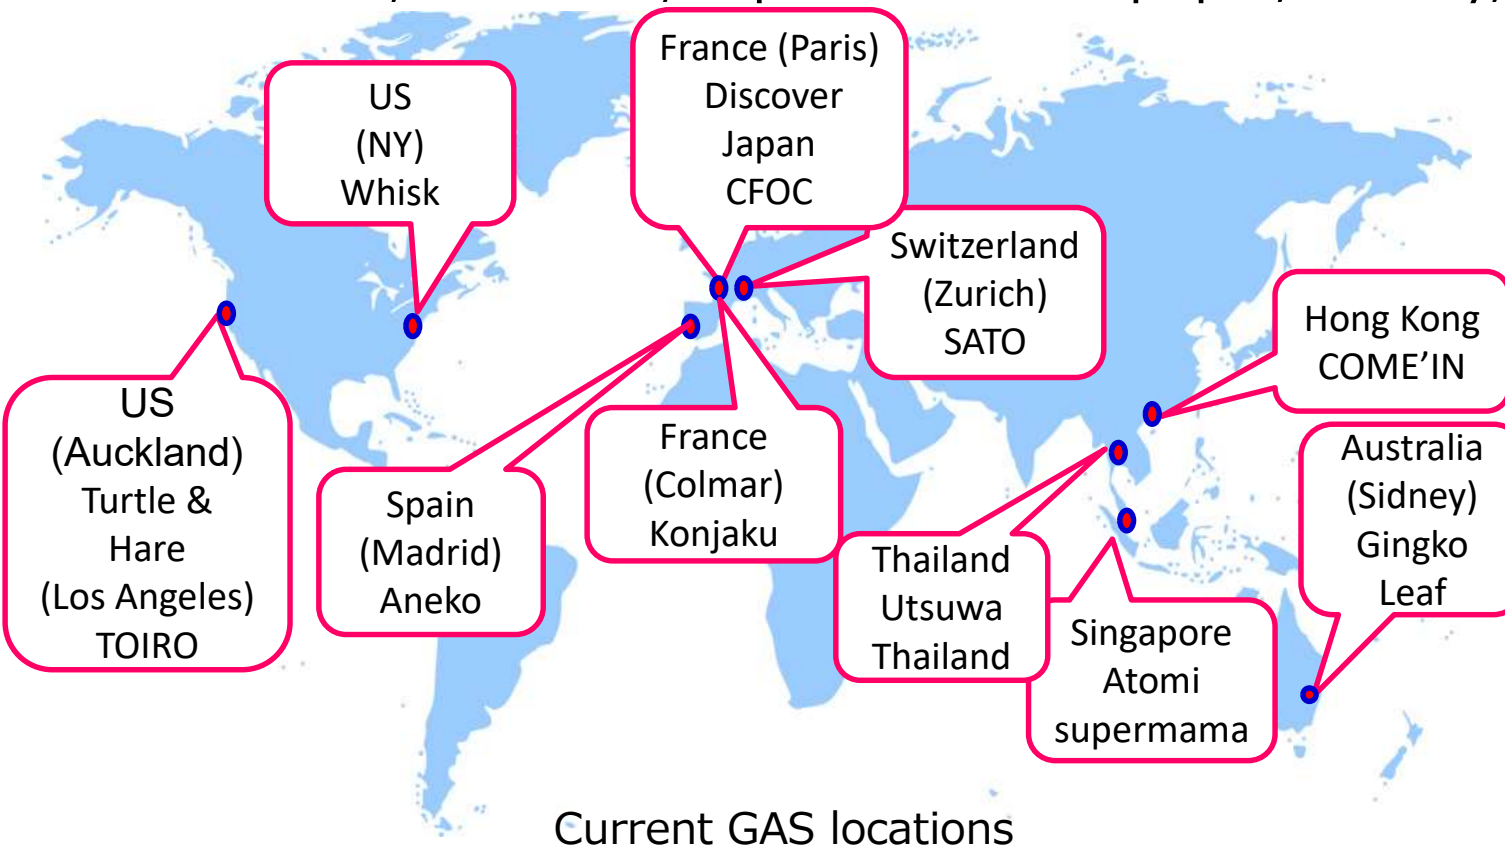 US
(NY)
Whisk
France (Paris)
Discover
Japan
CFOC
Switzerland
(Zurich)
SATO
Hong Kong
COME’IN
US
(Auckland)
Turtle &
Hare
(Los Angeles)
TOIRO
Spain
(Madrid)
Aneko
France
(Colmar)
Konjaku
Thailand
Utsuwa
Thailand
Singapore
Atomi
supermama
Australia
(Sidney)
Gingko
Leaf
Current GAS locations